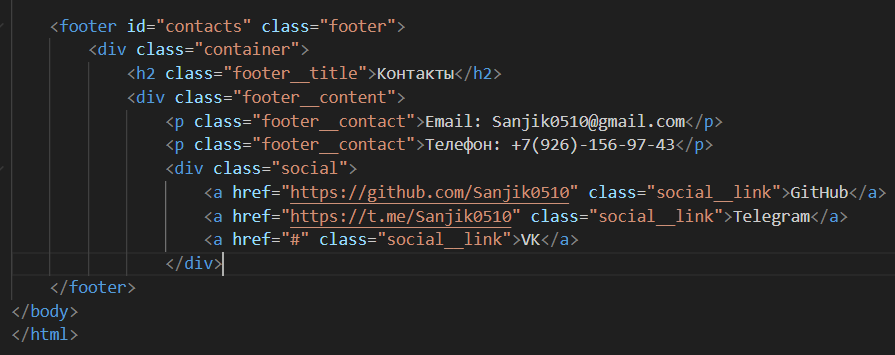 <footer id="contacts" class="footer">
<div class="container">
<h2 class="footer__title">Контакты</h2>
<div class="footer__content">
<p class="footer__contact">Email: Sanjik0510@gmail.com</p>
<p class="footer__contact">Телефон: +7(926)-156-97-43</p>
<div class="social">
<a href="https://github.com/Sanjik0510" class="social__link">GitHub</a>
<a href="https://t.me/Sanjik0510" class="social__link">Telegram</a>
<a href="#" class="social__link">VK</a>
</div>
</footer>
</body>
</html>